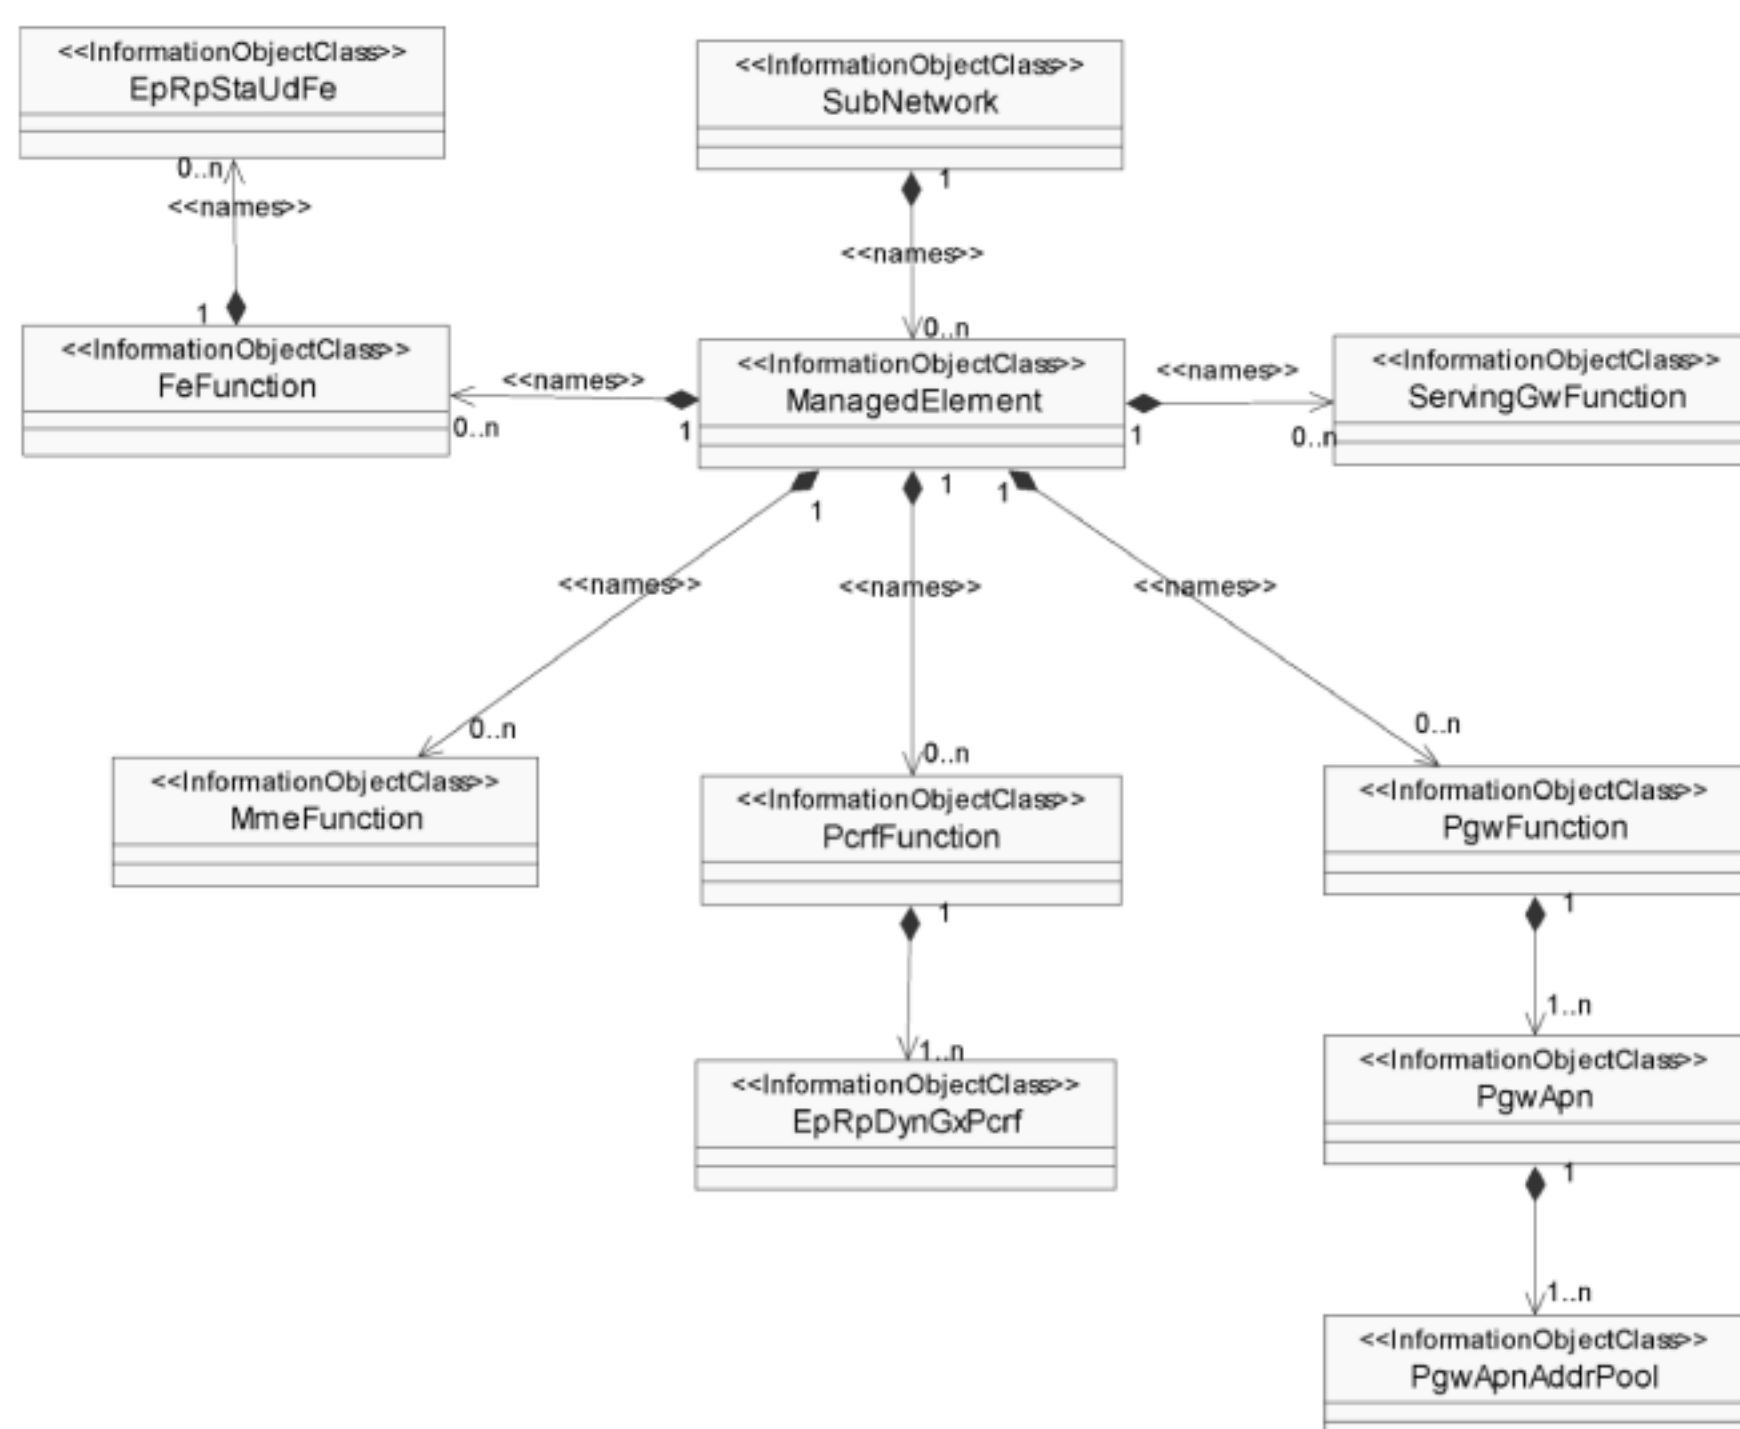 <<InformationObjectClass>>
EpRpStaUdFe
0..n
<<names>>
1
<<InformationObjectClass>>
FeFunction
<<InformationObjectClass>>
SubNetwork
1
<<names>>
0..n
<<InformationObjectClass>>
ManagedElement
<<names>>
0..n
1
<<names>>
1
0..n
<<InformationObjectClass>>
ServingGwFunction
1
1
1
<<names>>
<<names>>
<<names>>
0..n
0..n
0..n
<<InformationObjectClass>>
MmeFunction
<<InformationObjectClass>>
PcrfFunction
1
1..n
<<InformationObjectClass>>
EpRpDynGxPcrf
<<InformationObjectClass>>
PgwFunction
1
1..n
<<InformationObjectClass>>
PgwApn
1
1..n
<<InformationObjectClass>>
PgwApnAddrPool